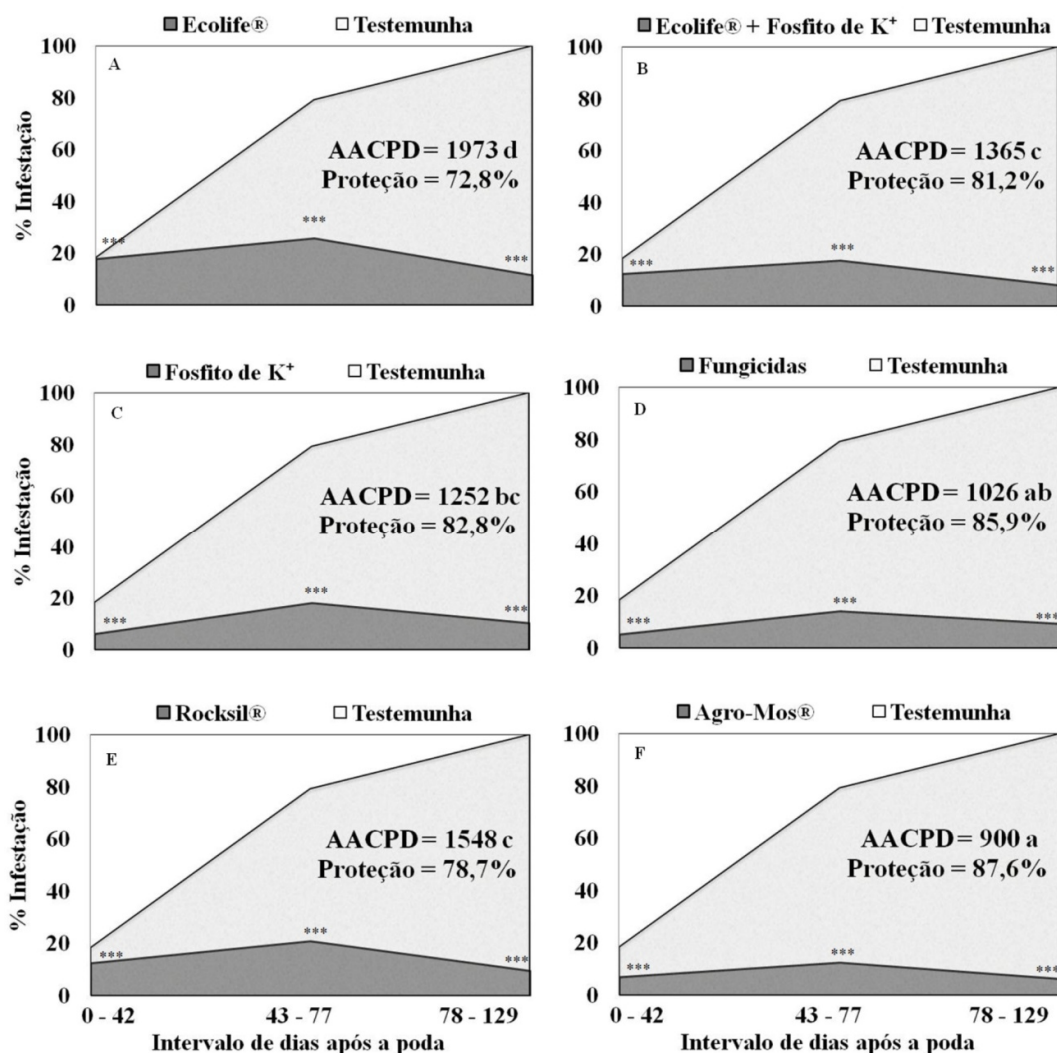 Ecolife® Testemunha
100
80
60
40
20
0
% Infestação
A
AACPD = 1973 d
Proteção = 72,8%
***
***
***
Ecolife® + Fosfito de K⁺ Testemunha
100
80
60
40
20
0
B
AACPD = 1365 c
Proteção = 81,2%
***
***
***
Fosfito de K⁺ Testemunha
100
80
60
40
20
0
% Infestação
C
AACPD = 1252 bc
Proteção = 82,8%
***
***
***
Fungicidas Testemunha
100
80
60
40
20
0
D
AACPD = 1026 ab
Proteção = 85,9%
***
***
***
Rocksil® Testemunha
100
80
60
40
20
0
% Infestação
E
AACPD = 1548 c
Proteção = 78,7%
***
***
***
0 - 42 43 - 77 78 - 129
Intervalo de dias após a poda
Agro-Mos® Testemunha
100
80
60
40
20
0
F
AACPD = 900 a
Proteção = 87,6%
***
***
***
0 - 42 43 - 77 78 - 129
Intervalo de dias após a poda